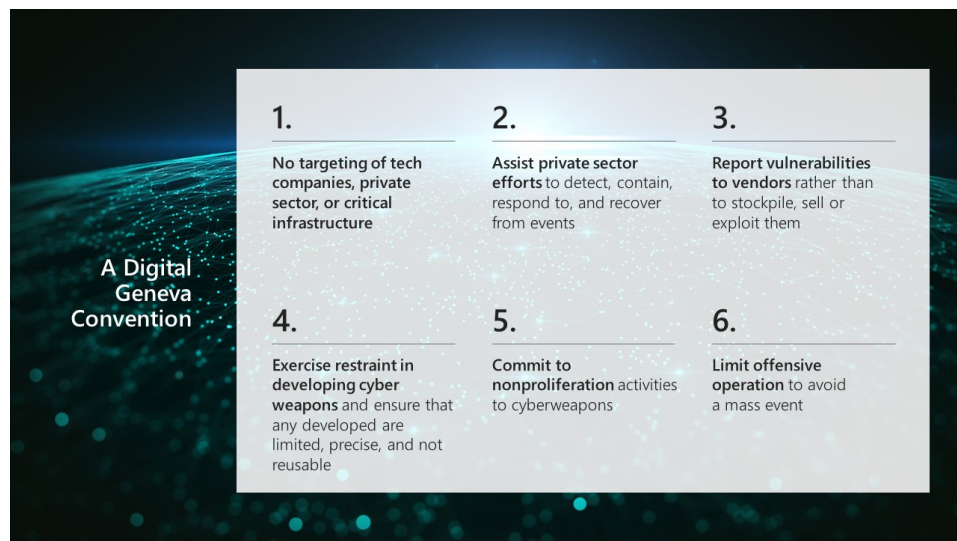 A Digital
Geneva
Convention
1.
No targeting of tech
companies, private
sector, or critical
infrastructure
2.
Assist private sector
efforts to detect, contain,
respond to, and recover
from events
3.
Report vulnerabilities
to vendors rather than
to stockpile, sell or
exploit them
4.
Exercise restraint in
developing cyber
weapons and ensure that
any developed are
limited, precise, and not
reusable
5.
Commit to
nonproliferation activities
to cyberweapons
6.
Limit offensive
operation to avoid
a mass event